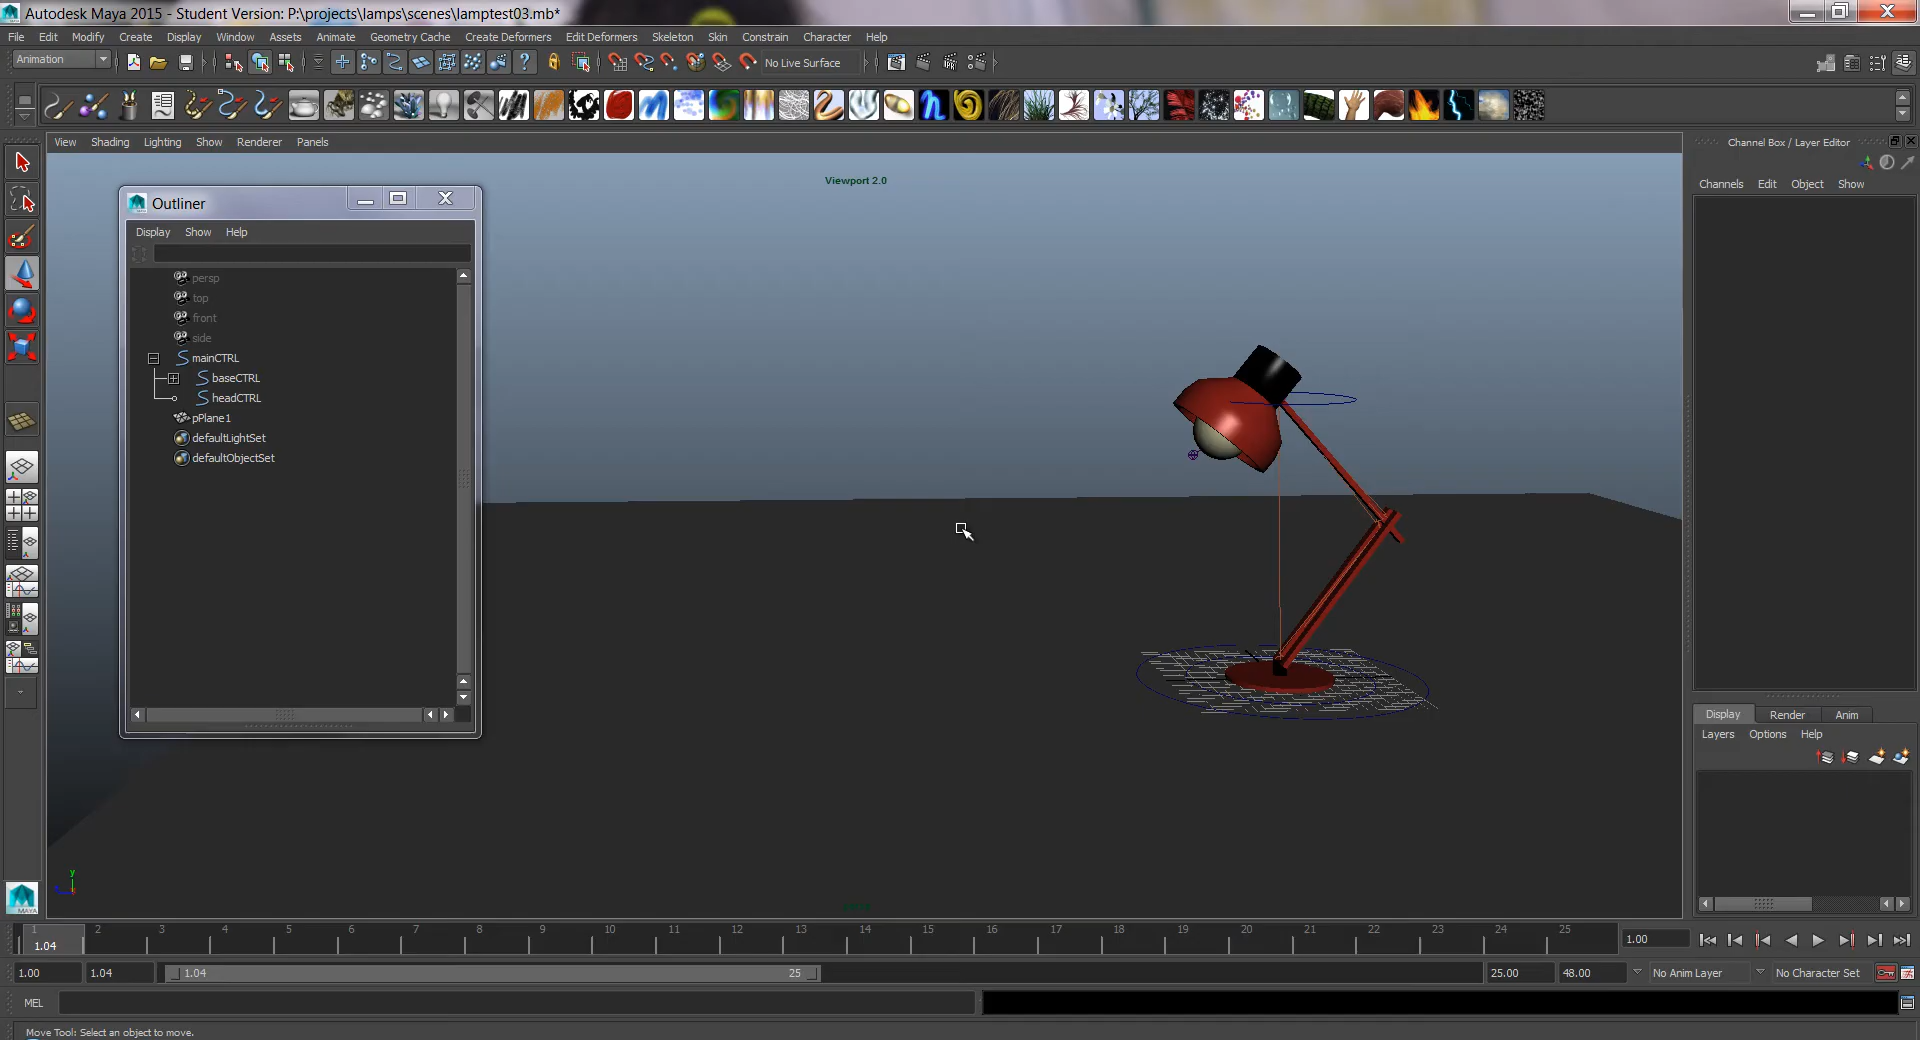 Autodesk Maya 2015 - Student Version: P:\projects\lamps\scenes\lamptest03.mb*
File Edit Modify Create Display Window Assets Animate Geometry Cache Create Deformers Edit Deformers Skeleton Skin Constrain Character Help
Animation
No Live Surface
View Shading Lighting Show Renderer Panels
Channel Box / Layer Editor
Channels Edit Object Show
Viewport 2.0
Outliner
Display Show Help
persp
top
front
side
mainCTRL
baseCTRL
headCTRL
pPlane1
defaultLightSet
defaultObjectSet
Display Render Anim
Layers Options Help
y
MAYA
1 2 3 4 5 6 7 8 9 10 11 12 13 14 15 16 17 18 19 20 21 22 23 24 25
1.04
1.00
1.00 1.04 1.04 25 25.00 48.00 No Anim Layer No Character Set
MEL
Move Tool: Select an object to move.